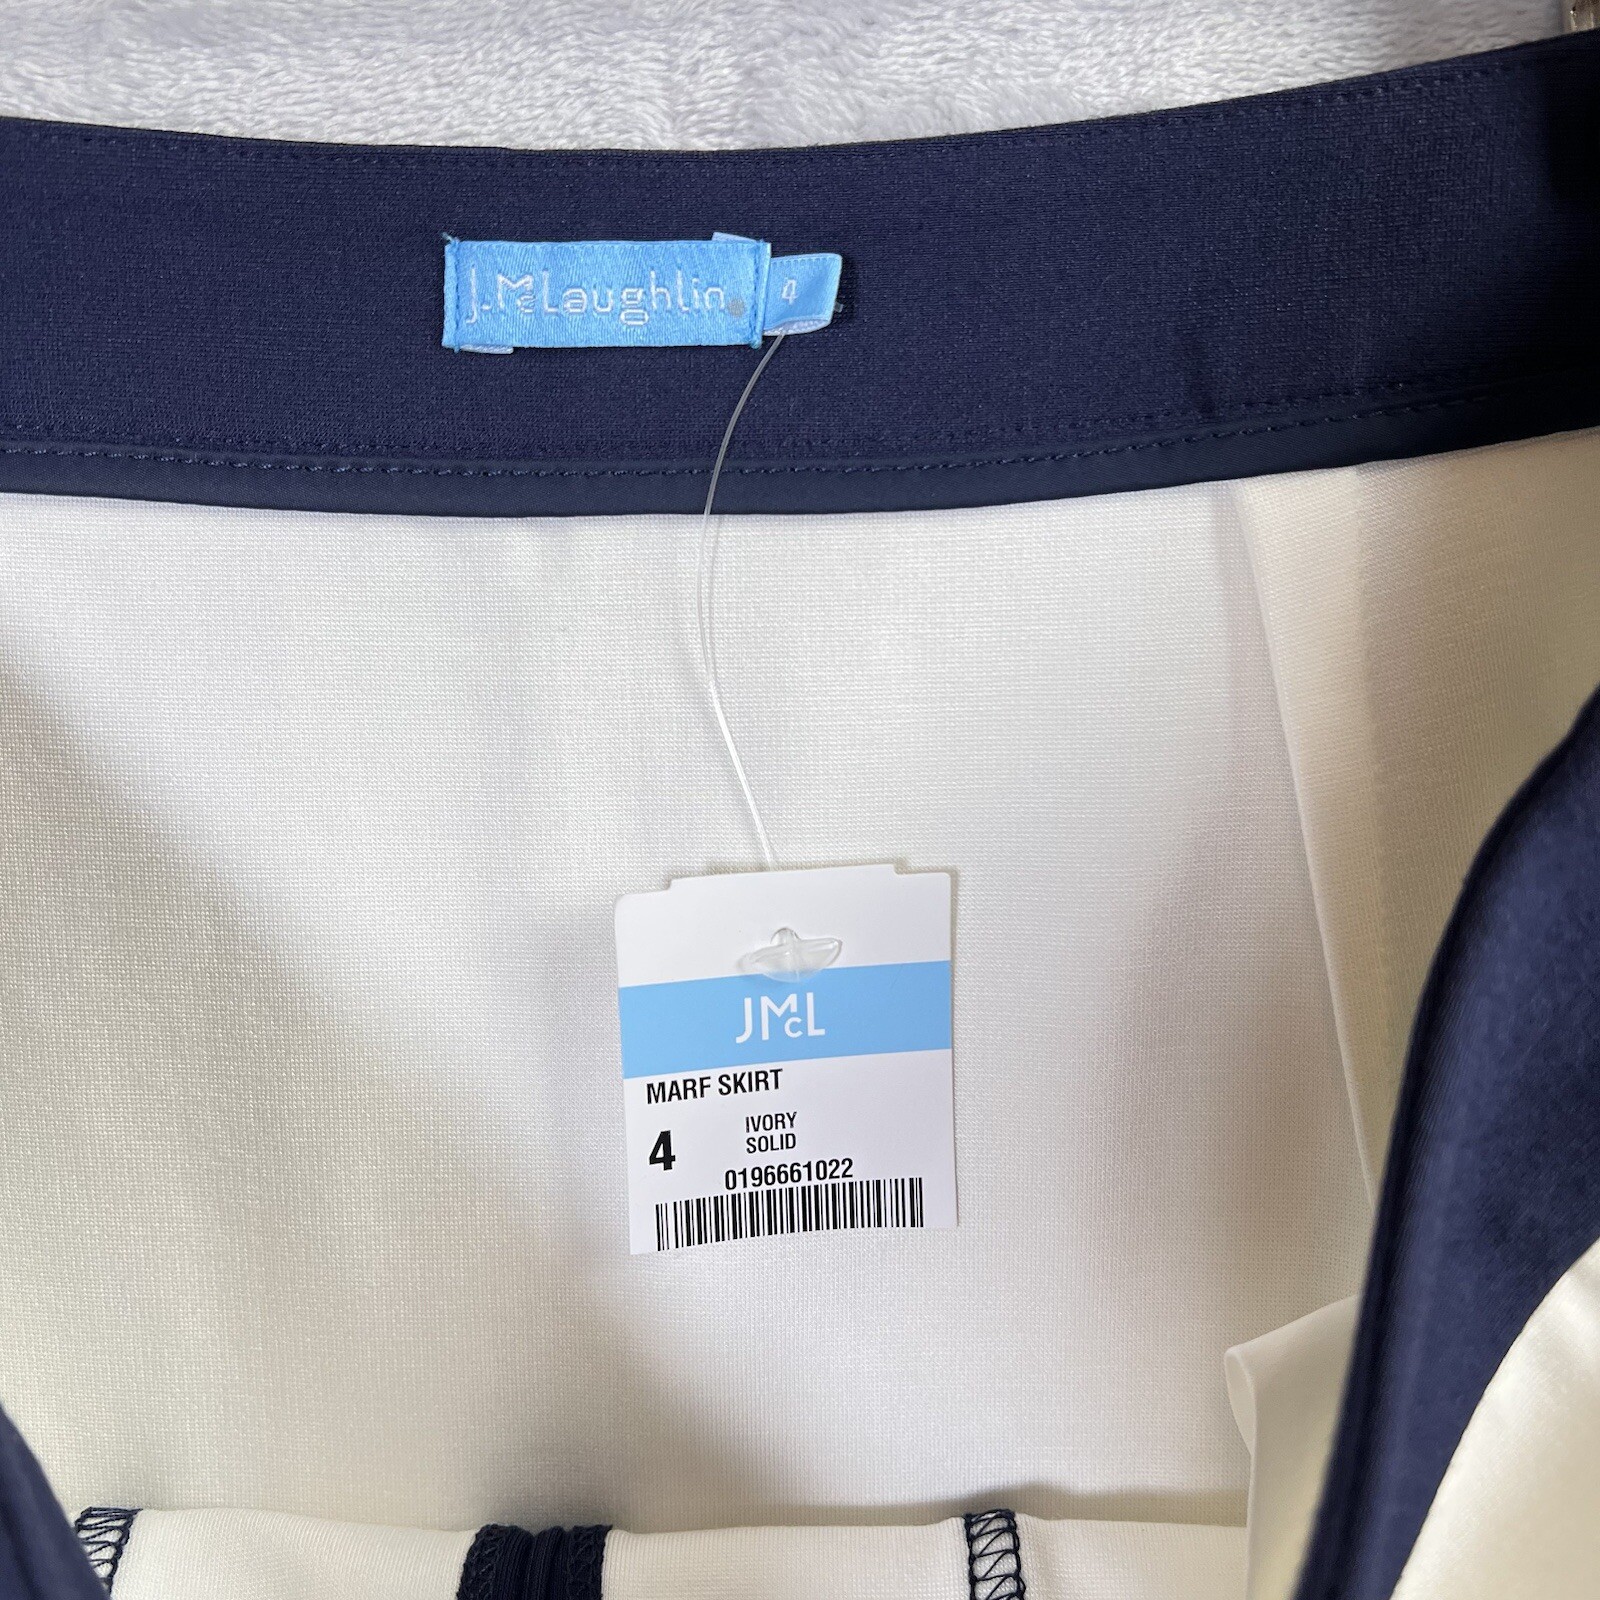 J.McLaughlin
4
JMcL
MARF SKIRT
4
IVORY
SOLID
0196661022